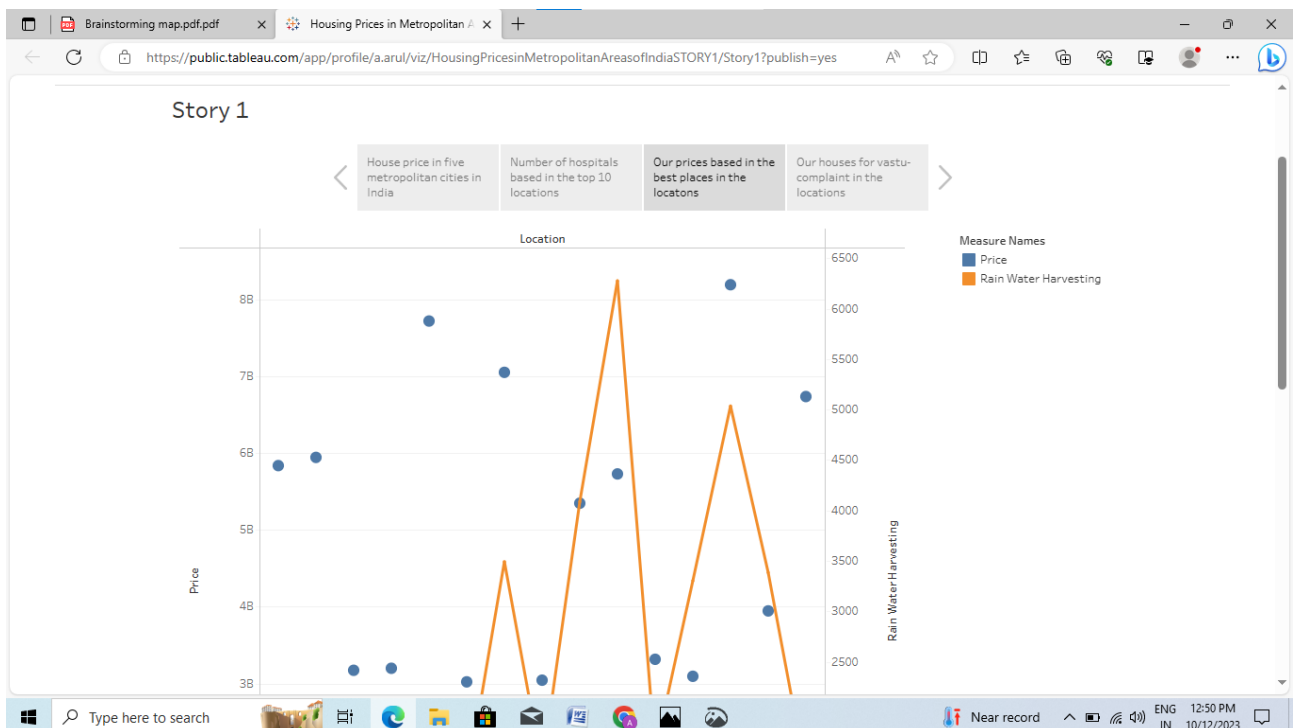 Brainstorming map.pdf.pdf
Housing Prices in Metropolitan A
https://public.tableau.com/app/profile/a.arul/viz/HousingPricesinMetropolitanAreasofIndiaSTORY1/Story1?publish=yes
Story 1
House price in five
metropolitan cities in
India
Number of hospitals
based in the top 10
locations
Our prices based in the
best places in the
locatons
Our houses for vastu-
complaint in the
locations
Location
Measure Names
Price
Rain Water Harvesting
8B
7B
6B
5B
4B
3B
Price
6500
6000
5500
5000
4500
4000
3500
3000
2500
Rain Water Harvesting
Type here to search
Near record
ENG
IN
12:50 PM
10/12/2023